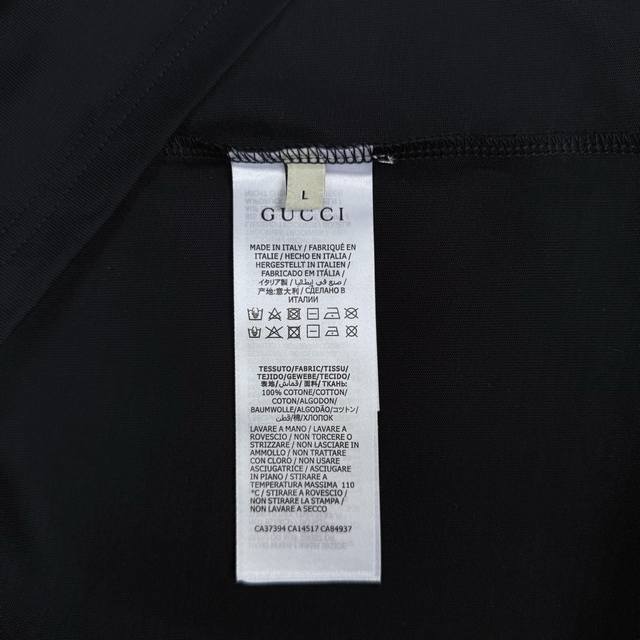 L
GUCCI
MADE IN ITALY / FABRIQUÉ EN
ITALIE / HECHO EN ITALIA /
HERGESTELLT IN ITALIEN /
FABRICADO EM ITÁLIA /
イタリア製 / صنع في إيطاليا /
产地:意大利 / СДЕЛАНО В
ИТАЛИИ
TESSUTO/FABRIC/TISSU/
TEJIDO/GEWEBE/TECIDO/
表地/قماش/面料/ТКАНЬ:
100% COTONE/COTTON/
COTON/ALGODON/
BAUMWOLLE/ALGODÃO/コットン/
قطن/棉/ХЛОПОК
LAVARE A MANO / LAVARE A
ROVESCIO / NON TORCERE O
STRIZZARE / NON LASCIARE IN
AMMOLLO / NON TRATTARE
CON CLORO / NON USARE
ASCIUGATRICE / ASCIUGARE
IN PIANO / STIRARE A
TEMPERATURA MASSIMA 110
°C / STIRARE A ROVESCIO /
NON STIRARE LA STAMPA /
NON LAVARE A SECCO
CA37394 CA14517 CA84937